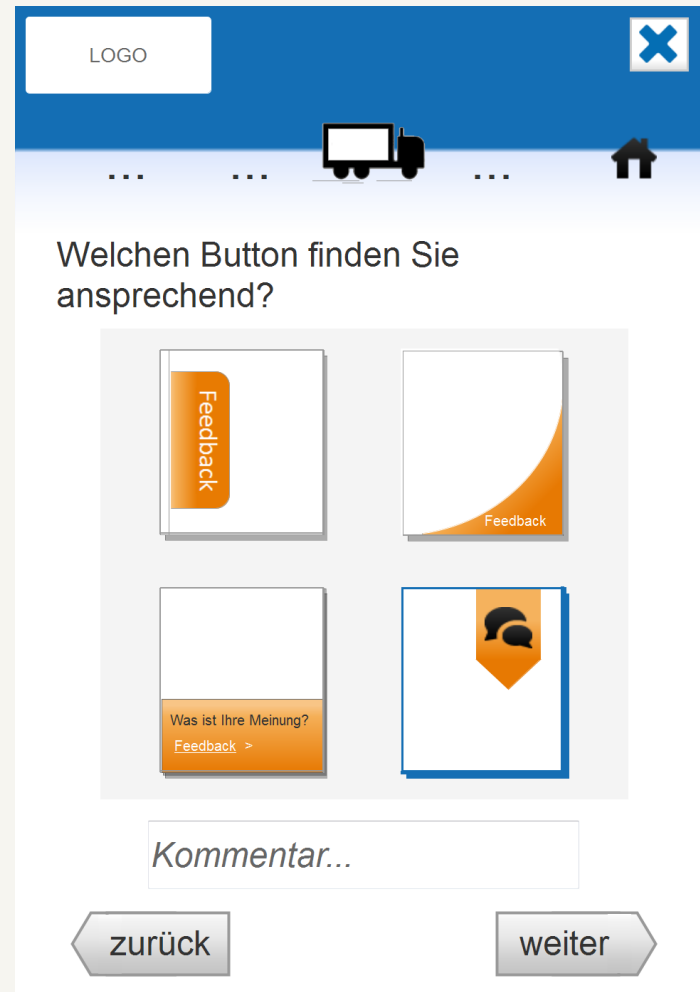 LOGO
... ... ...
Welchen Button finden Sie
ansprechend?
Feedback
Feedback
Was ist Ihre Meinung?
Feedback >
Kommentar...
zurück
weiter